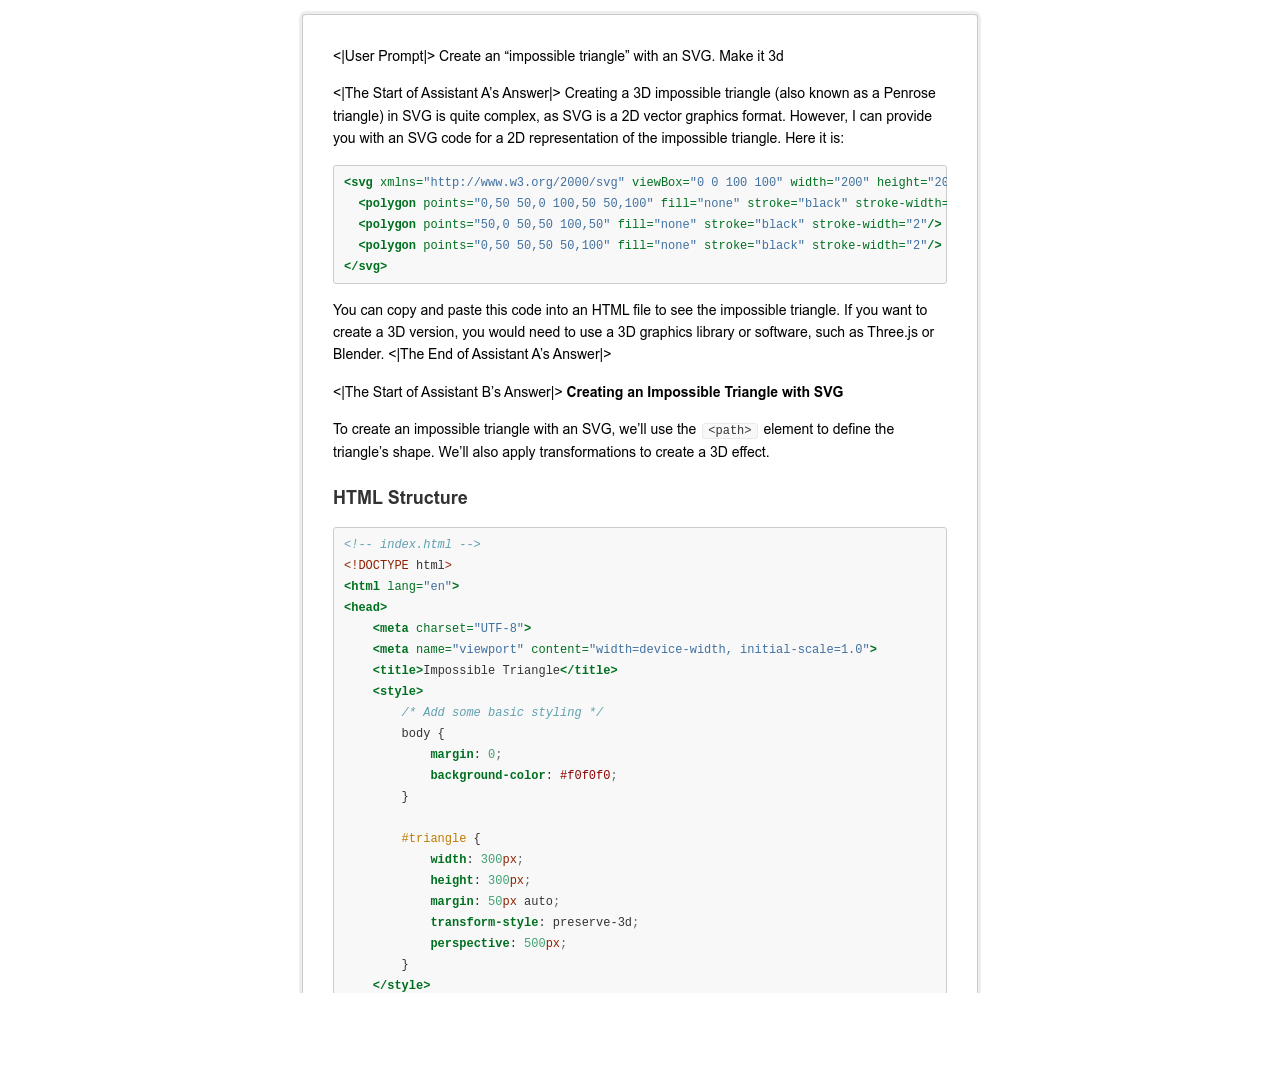 <|User Prompt|> Create an “impossible triangle” with an SVG. Make it 3d
<|The Start of Assistant A’s Answer|> Creating a 3D impossible triangle (also known as a Penrose
triangle) in SVG is quite complex, as SVG is a 2D vector graphics format. However, I can provide
you with an SVG code for a 2D representation of the impossible triangle. Here it is:
<svg xmlns="http://www.w3.org/2000/svg" viewBox="0 0 100 100" width="200" height="20
  <polygon points="0,50 50,0 100,50 50,100" fill="none" stroke="black" stroke-width=
  <polygon points="50,0 50,50 100,50" fill="none" stroke="black" stroke-width="2"/>
  <polygon points="0,50 50,50 50,100" fill="none" stroke="black" stroke-width="2"/>
</svg>
You can copy and paste this code into an HTML file to see the impossible triangle. If you want to
create a 3D version, you would need to use a 3D graphics library or software, such as Three.js or
Blender. <|The End of Assistant A’s Answer|>
<|The Start of Assistant B’s Answer|> Creating an Impossible Triangle with SVG
To create an impossible triangle with an SVG, we’ll use the <path> element to define the
triangle’s shape. We’ll also apply transformations to create a 3D effect.
HTML Structure
<!-- index.html -->
<!DOCTYPE html>
<html lang="en">
<head>
    <meta charset="UTF-8">
    <meta name="viewport" content="width=device-width, initial-scale=1.0">
    <title>Impossible Triangle</title>
    <style>
        /* Add some basic styling */
        body {
            margin: 0;
            background-color: #f0f0f0;
        }
        #triangle {
            width: 300px;
            height: 300px;
            margin: 50px auto;
            transform-style: preserve-3d;
            perspective: 500px;
        }
    </style>